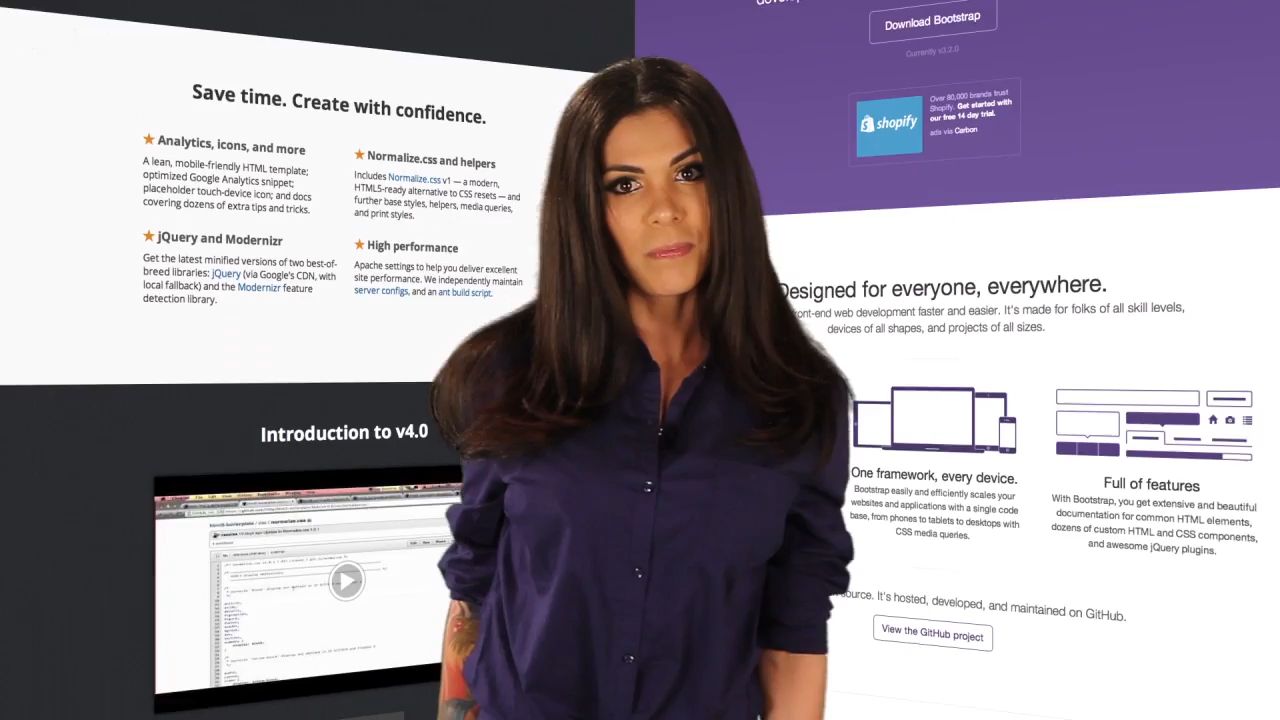 Save time. Create with confidence.
Analytics, icons, and more
A lean, mobile-friendly HTML template;
optimized Google Analytics snippet;
placeholder touch-device icon; and docs
covering dozens of extra tips and tricks.
Normalize.css and helpers
Includes Normalize.css v1 — a modern,
HTML5-ready alternative to CSS resets — and
further base styles, helpers, media queries,
and print styles.
jQuery and Modernizr
Get the latest minified versions of two best-of-
breed libraries: jQuery (via Google's CDN, with
local fallback) and the Modernizr feature
detection library.
High performance
Apache settings to help you deliver excellent
site performance. We independently maintain
server configs, and an ant build script.
Introduction to v4.0
Download Bootstrap
Currently v3.2.0
shopify
Over 80,000 brands trust
Shopify. Get started with
our free 14 day trial.
ads via Carbon
Designed for everyone, everywhere.
front-end web development faster and easier. It's made for folks of all skill levels,
devices of all shapes, and projects of all sizes.
One framework, every device.
Bootstrap easily and efficiently scales your
websites and applications with a single code
base, from phones to tablets to desktops with
CSS media queries.
Full of features
With Bootstrap, you get extensive and beautiful
documentation for common HTML elements,
dozens of custom HTML and CSS components,
and awesome jQuery plugins.
source. It's hosted, developed, and maintained on GitHub.
View the GitHub project